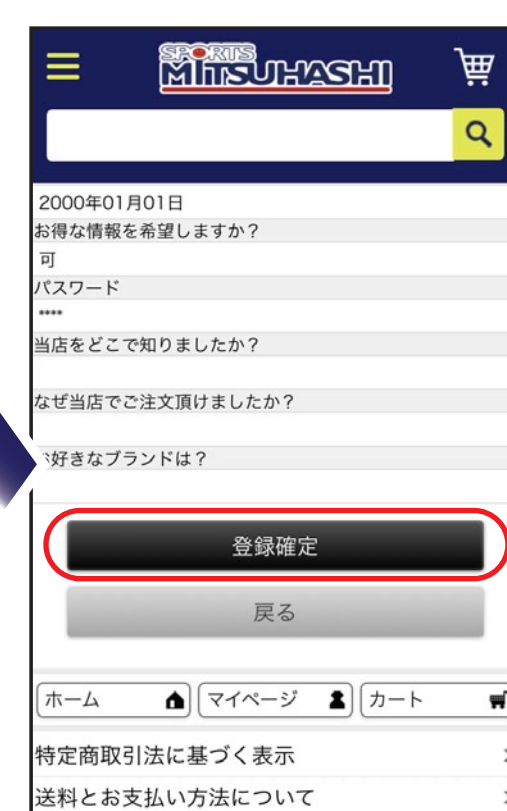 SPORTS
MITSUHASHI
2000年01月01日
お得な情報を希望しますか？
可
パスワード
****
当店をどこで知りましたか？
なぜ当店でご注文頂けましたか？
好きなブランドは？
登録確定
戻る
ホーム マイページ カート
特定商取引法に基づく表示
送料とお支払い方法について